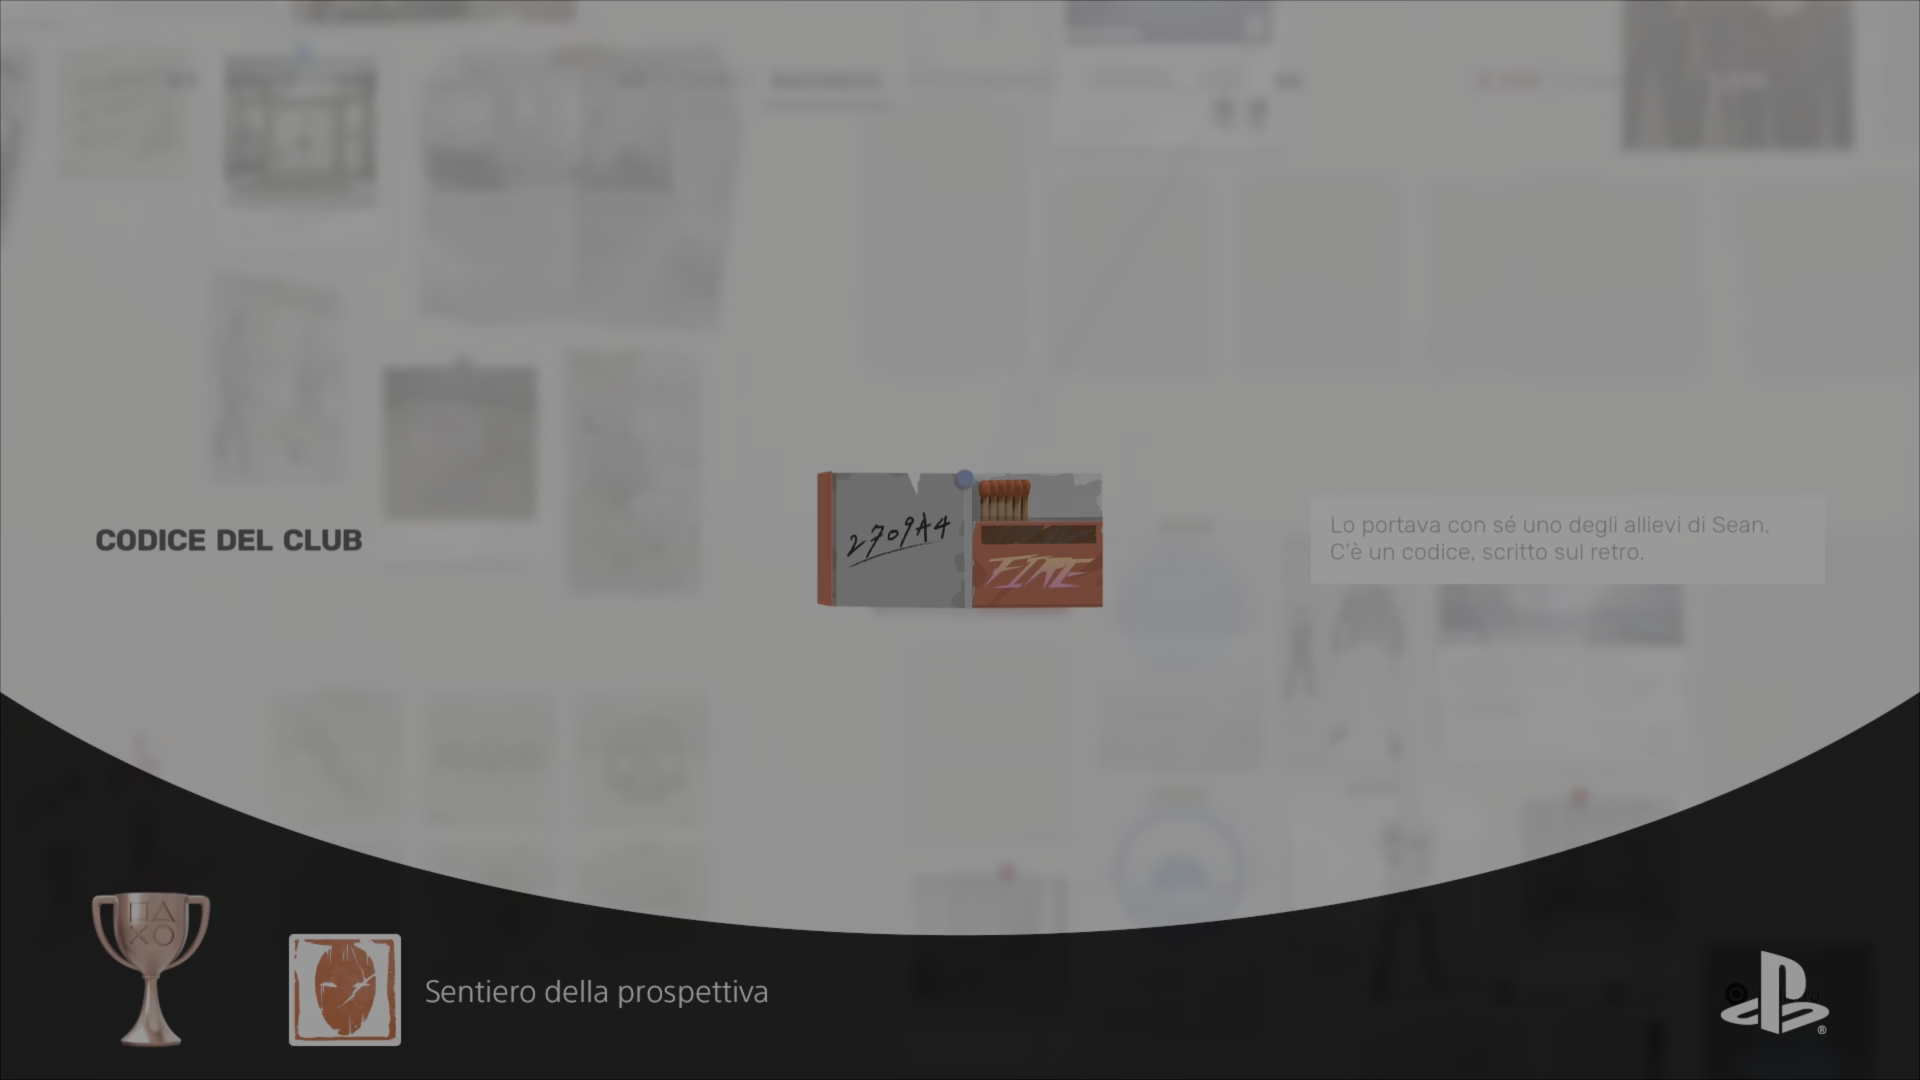 CODICE DEL CLUB
2709A4
FIRE
Lo portava con sé uno degli allievi di Sean.
C'è un codice, scritto sul retro.
Sentiero della prospettiva
®